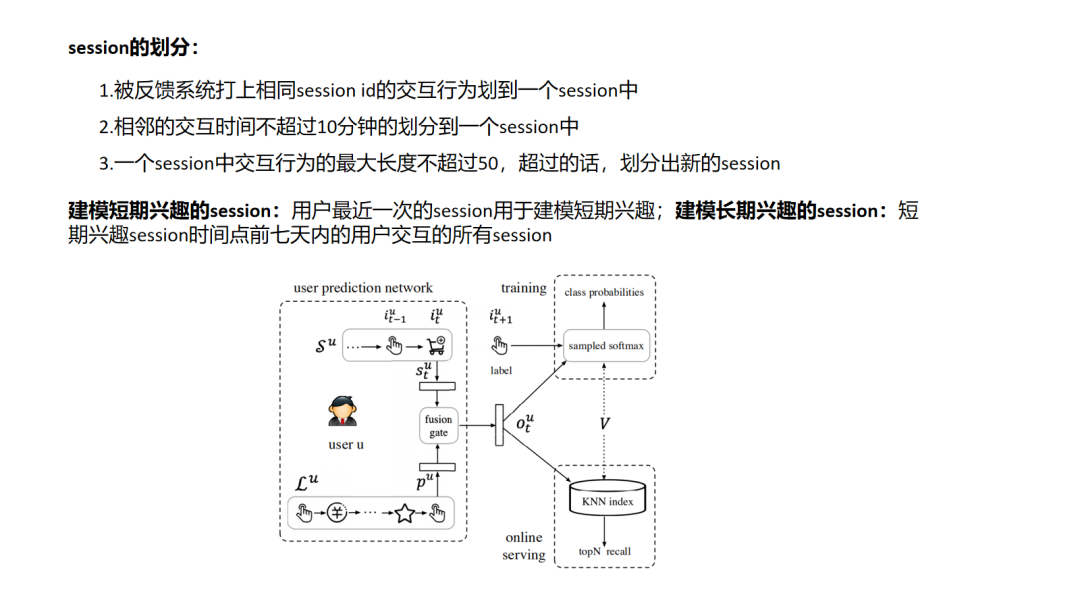 session的划分：
1.被反馈系统打上相同session id的交互行为划到一个session中
2.相邻的交互时间不超过10分钟的划分到一个session中
3.一个session中交互行为的最大长度不超过50，超过的话，划分出新的session
建模短期兴趣的session：用户最近一次的session用于建模短期兴趣；建模长期兴趣的session：短
期兴趣session时间点前七天内的用户交互的所有session
user prediction network
training
class probabilities
i^u_{t-1} i^u_t
i^u_{t+1}
S^u
...
sampled softmax
label
s^u_t
fusion
gate
o^u_t
V
user u
L^u
p^u
¥
...
KNN index
online
serving
topN recall